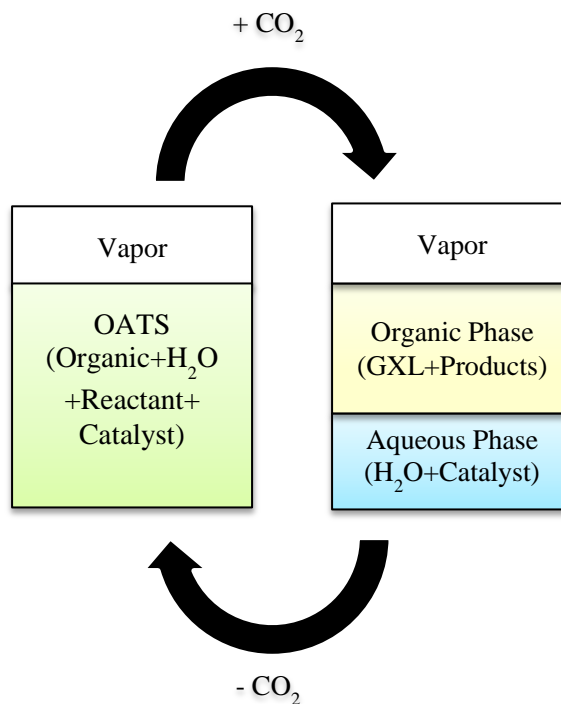 + CO₂
Vapor
OATS
(Organic+H₂O
+Reactant+
Catalyst)
Vapor
Organic Phase
(GXL+Products)
Aqueous Phase
(H₂O+Catalyst)
- CO₂